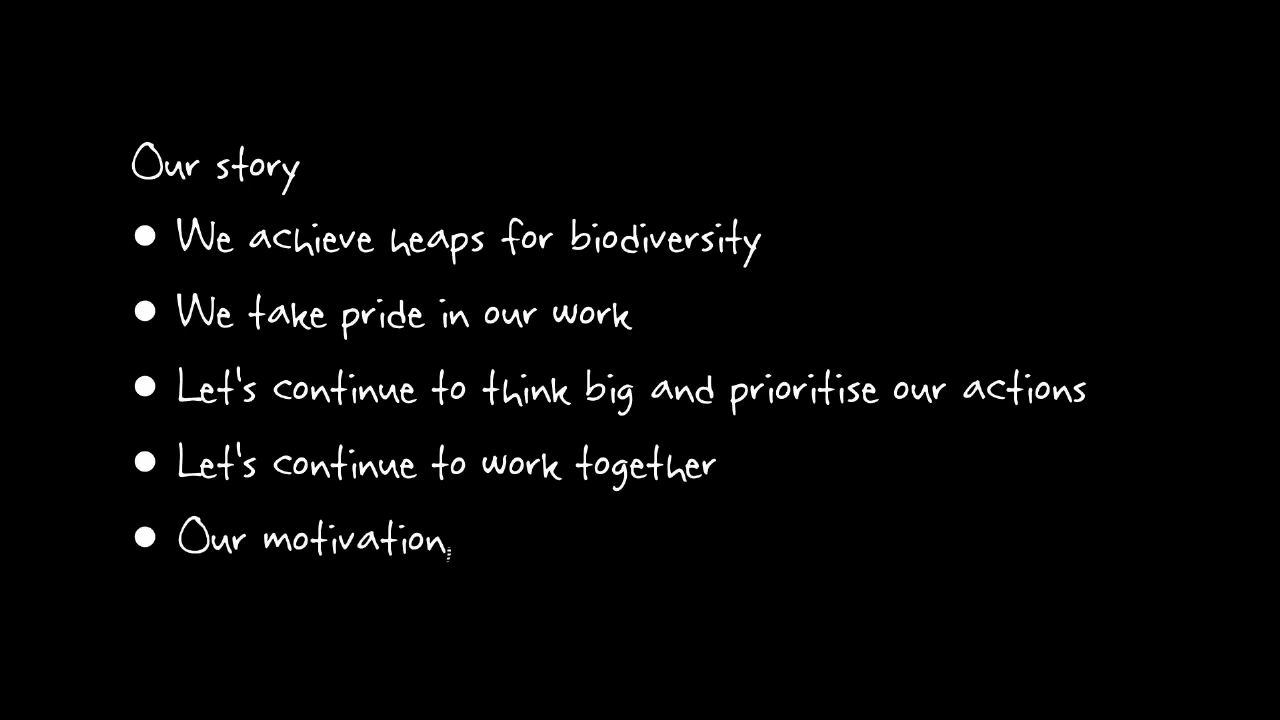 Our story
● We achieve heaps for biodiversity
● We take pride in our work
● Let's continue to think big and prioritise our actions
● Let's continue to work together
● Our motivation,